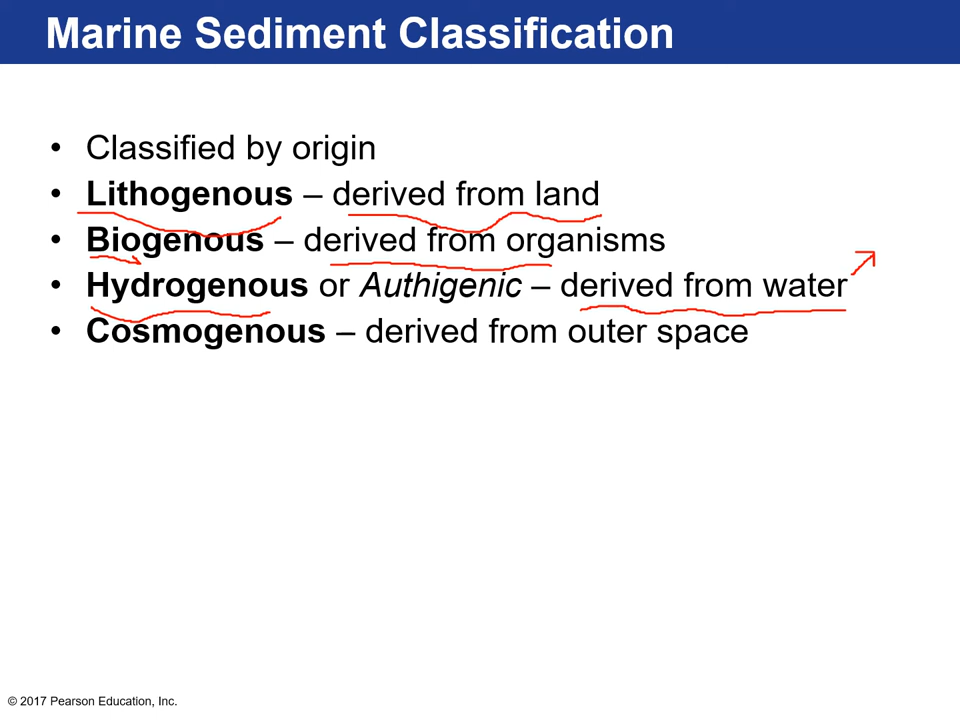 Marine Sediment Classification
• Classified by origin
• Lithogenous – derived from land
• Biogenous – derived from organisms
• Hydrogenous or Authigenic – derived from water
• Cosmogenous – derived from outer space
© 2017 Pearson Education, Inc.